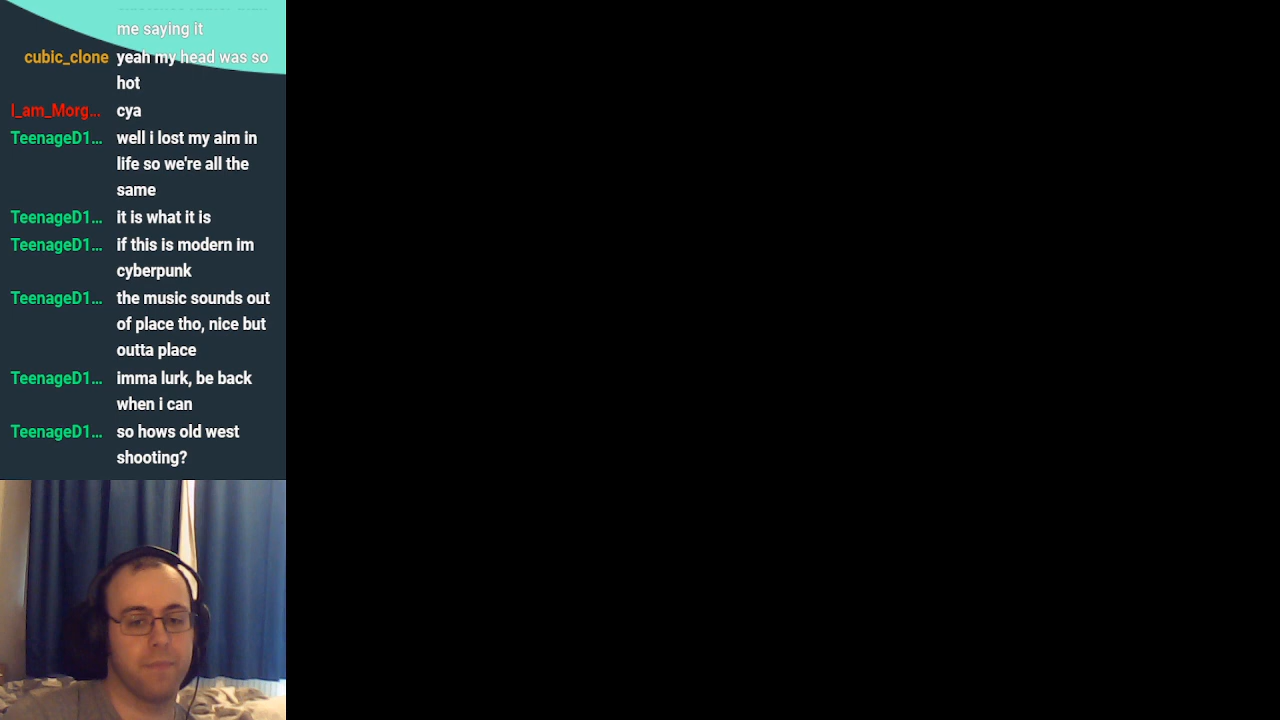 me saying it
cubic_clone yeah my head was so
hot
I_am_Morg... cya
TeenageD1... well i lost my aim in
life so we're all the
same
TeenageD1... it is what it is
TeenageD1... if this is modern im
cyberpunk
TeenageD1... the music sounds out
of place tho, nice but
outta place
TeenageD1... imma lurk, be back
when i can
TeenageD1... so hows old west
shooting?